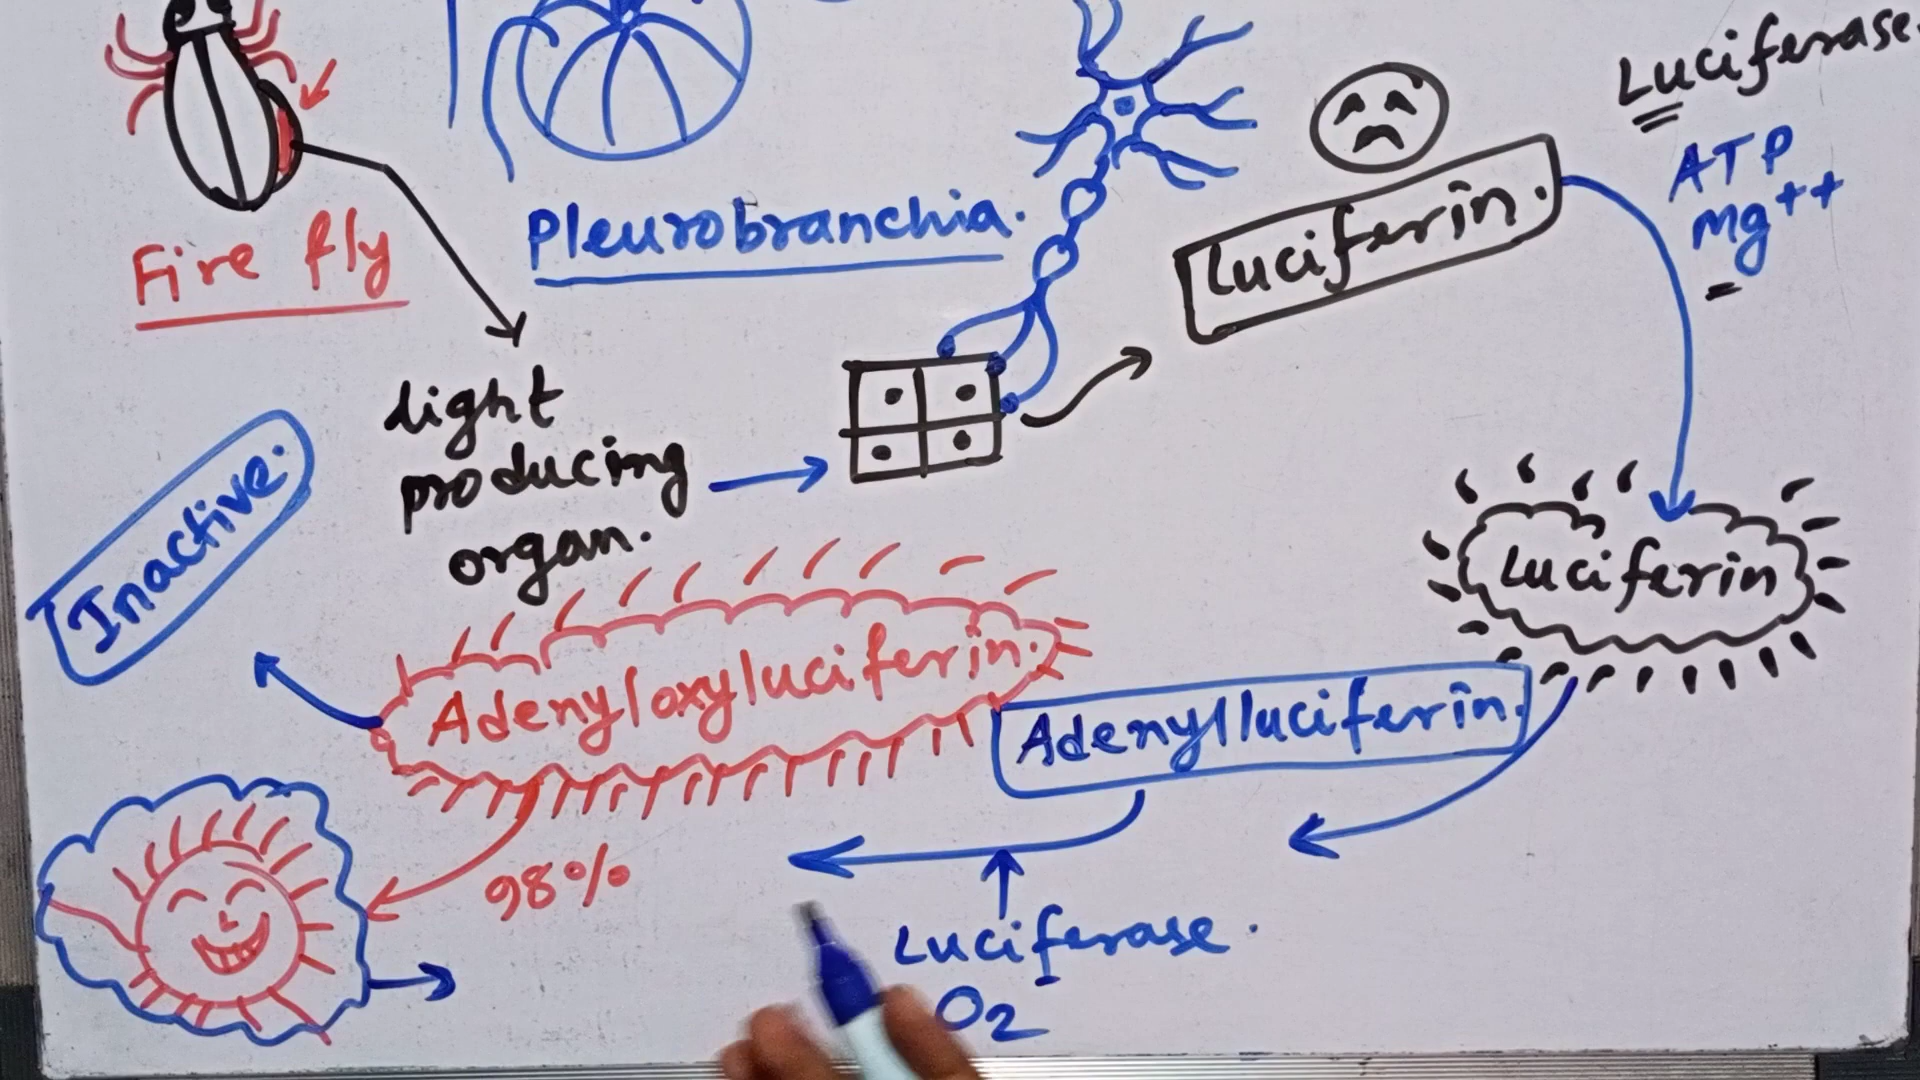 Luciferase.
ATP
Mg++
Fire fly
Pleurobranchia.
Luciferin.
light
producing
organ.
Inactive.
Luciferin
Adenyloxyluciferin.
Adenylluciferin.
98%
Luciferase.
O2